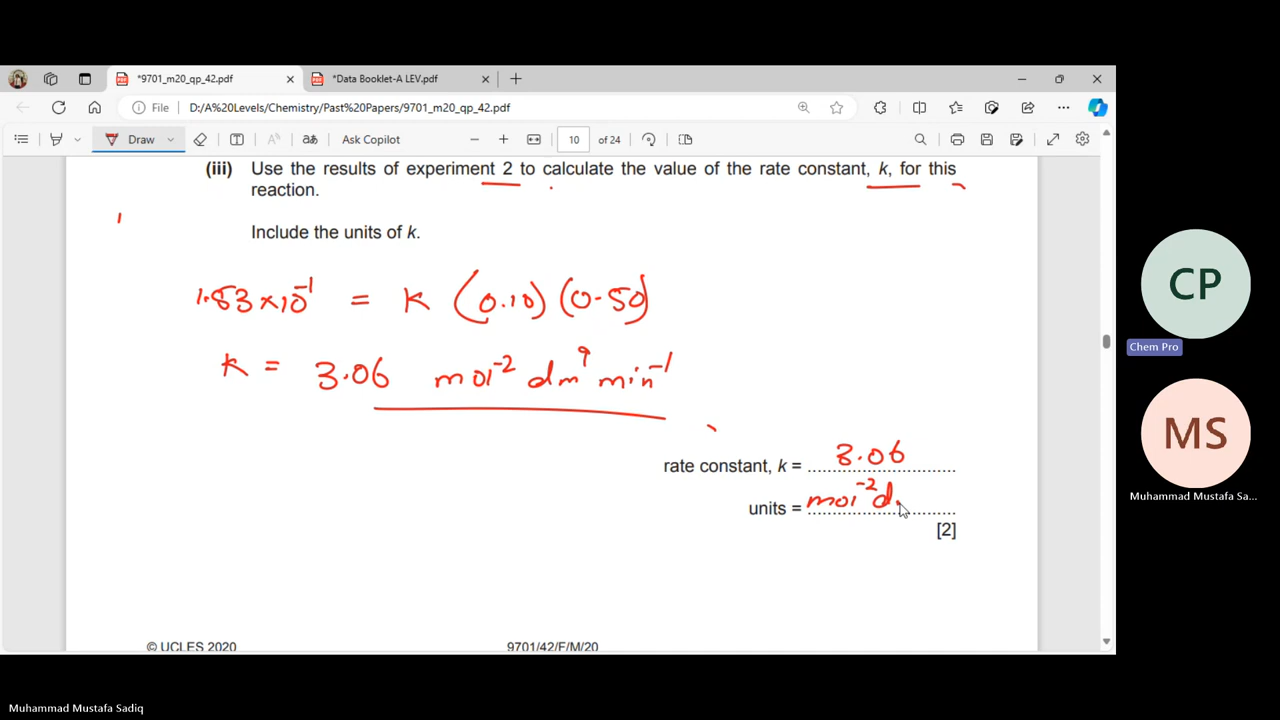 *9701_m20_qp_42.pdf
*Data Booklet-A LEV.pdf
File D:/A%20Levels/Chemistry/Past%20Papers/9701_m20_qp_42.pdf
Draw
Ask Copilot
10 of 24
(iii) Use the results of experiment 2 to calculate the value of the rate constant, k, for this
reaction.
Include the units of k.
1.83×10⁻¹ = K (0.10) (0.50)
K = 3.06 mol⁻² dm⁹ min⁻¹
rate constant, k = 3.06
units = mol⁻²d
[2]
© UCLES 2020 9701/42/F/M/20
CP
Chem Pro
MS
Muhammad Mustafa Sa...
Muhammad Mustafa Sadiq